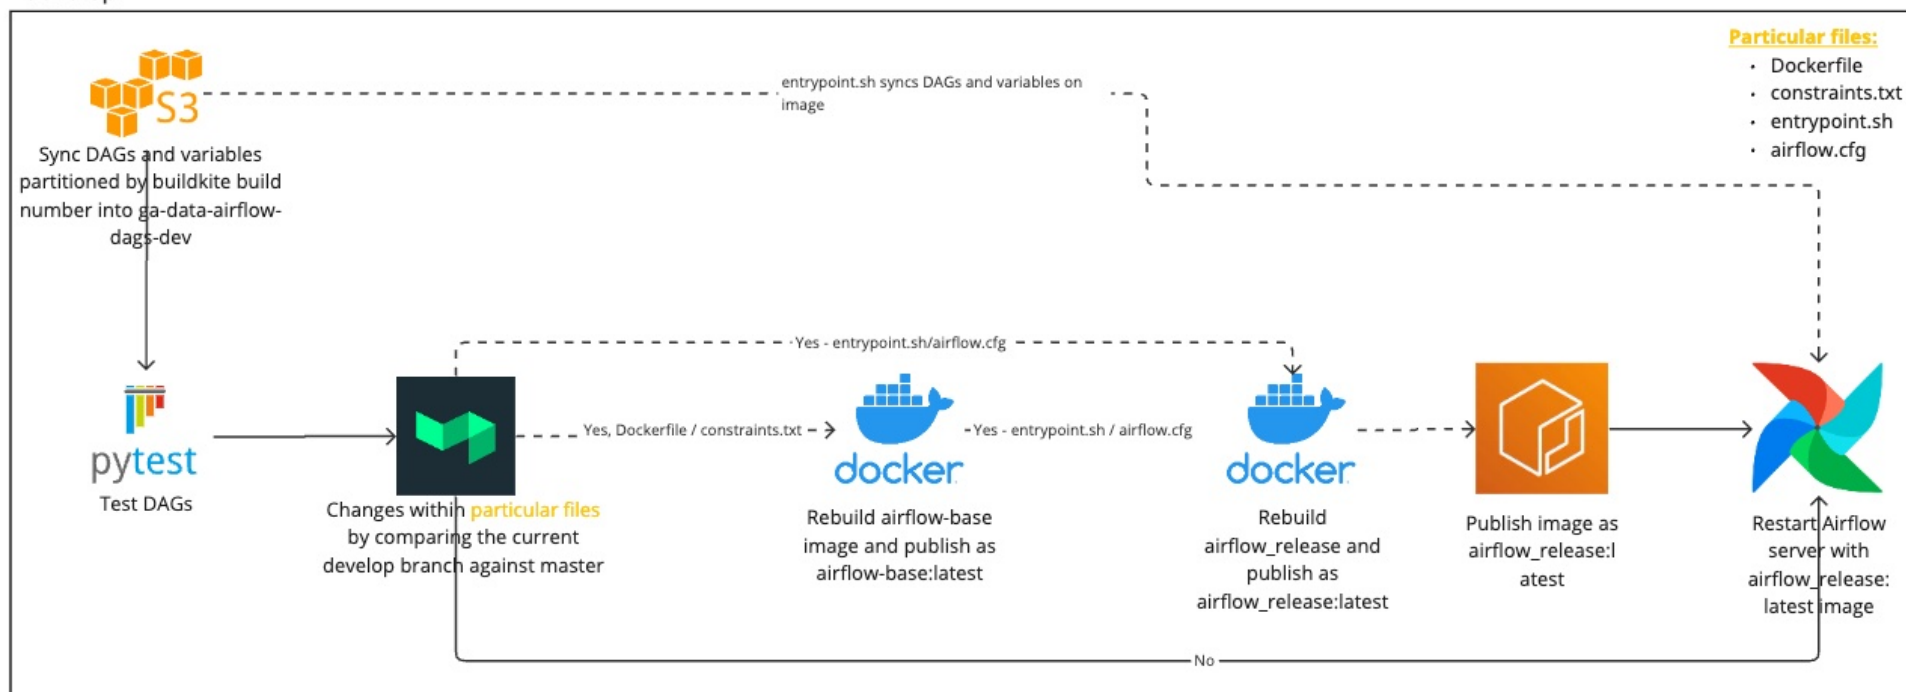 Particular files:
· Dockerfile
· constraints.txt
· entrypoint.sh
· airflow.cfg
S3
entrypoint.sh syncs DAGs and variables on
image
Sync DAGs and variables
partitioned by buildkite build
number into ga-data-airflow-
dags-dev
Yes - entrypoint.sh/airflow.cfg
pytest
Test DAGs
Yes, Dockerfile / constraints.txt
Changes within particular files
by comparing the current
develop branch against master
docker
Rebuild airflow-base
image and publish as
airflow-base:latest
Yes - entrypoint.sh / airflow.cfg
docker
Rebuild
airflow_release and
publish as
airflow_release:latest
Publish image as
airflow_release:l
atest
Restart Airflow
server with
airflow_release:
latest image
No